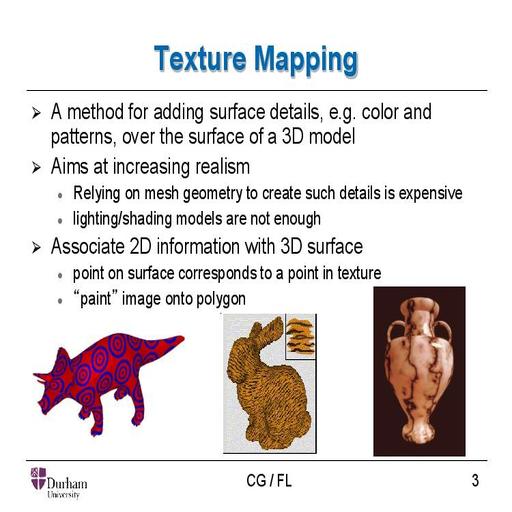 Texture Mapping
A method for adding surface details, e.g. color and
patterns, over the surface of a 3D model
Aims at increasing realism
Relying on mesh geometry to create such details is expensive
lighting/shading models are not enough
Associate 2D information with 3D surface
point on surface corresponds to a point in texture
“paint” image onto polygon
Durham
University
CG / FL
3